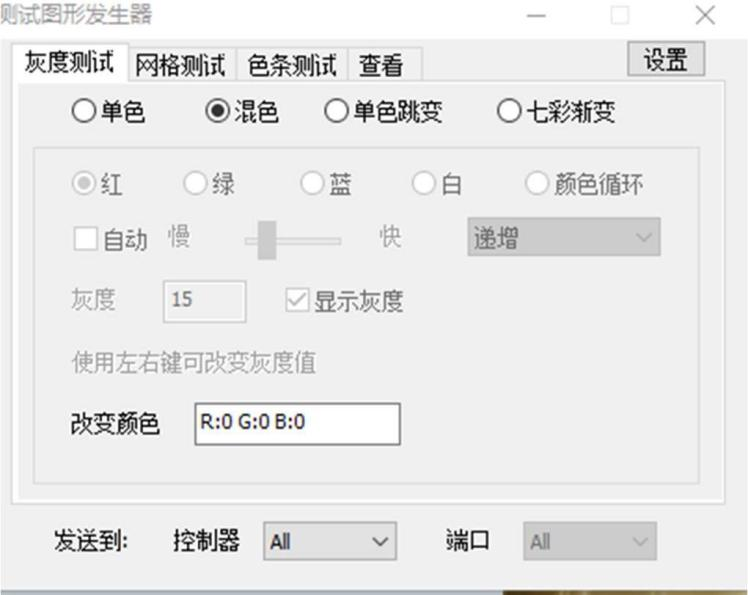 测试图形发生器
灰度测试 网格测试 色条测试 查看 设置
单色 混色 单色跳变 七彩渐变
红 绿 蓝 白 颜色循环
自动 慢 快 递增
灰度 15 显示灰度
使用左右键可改变灰度值
改变颜色 R:0 G:0 B:0
发送到: 控制器 All 端口 All